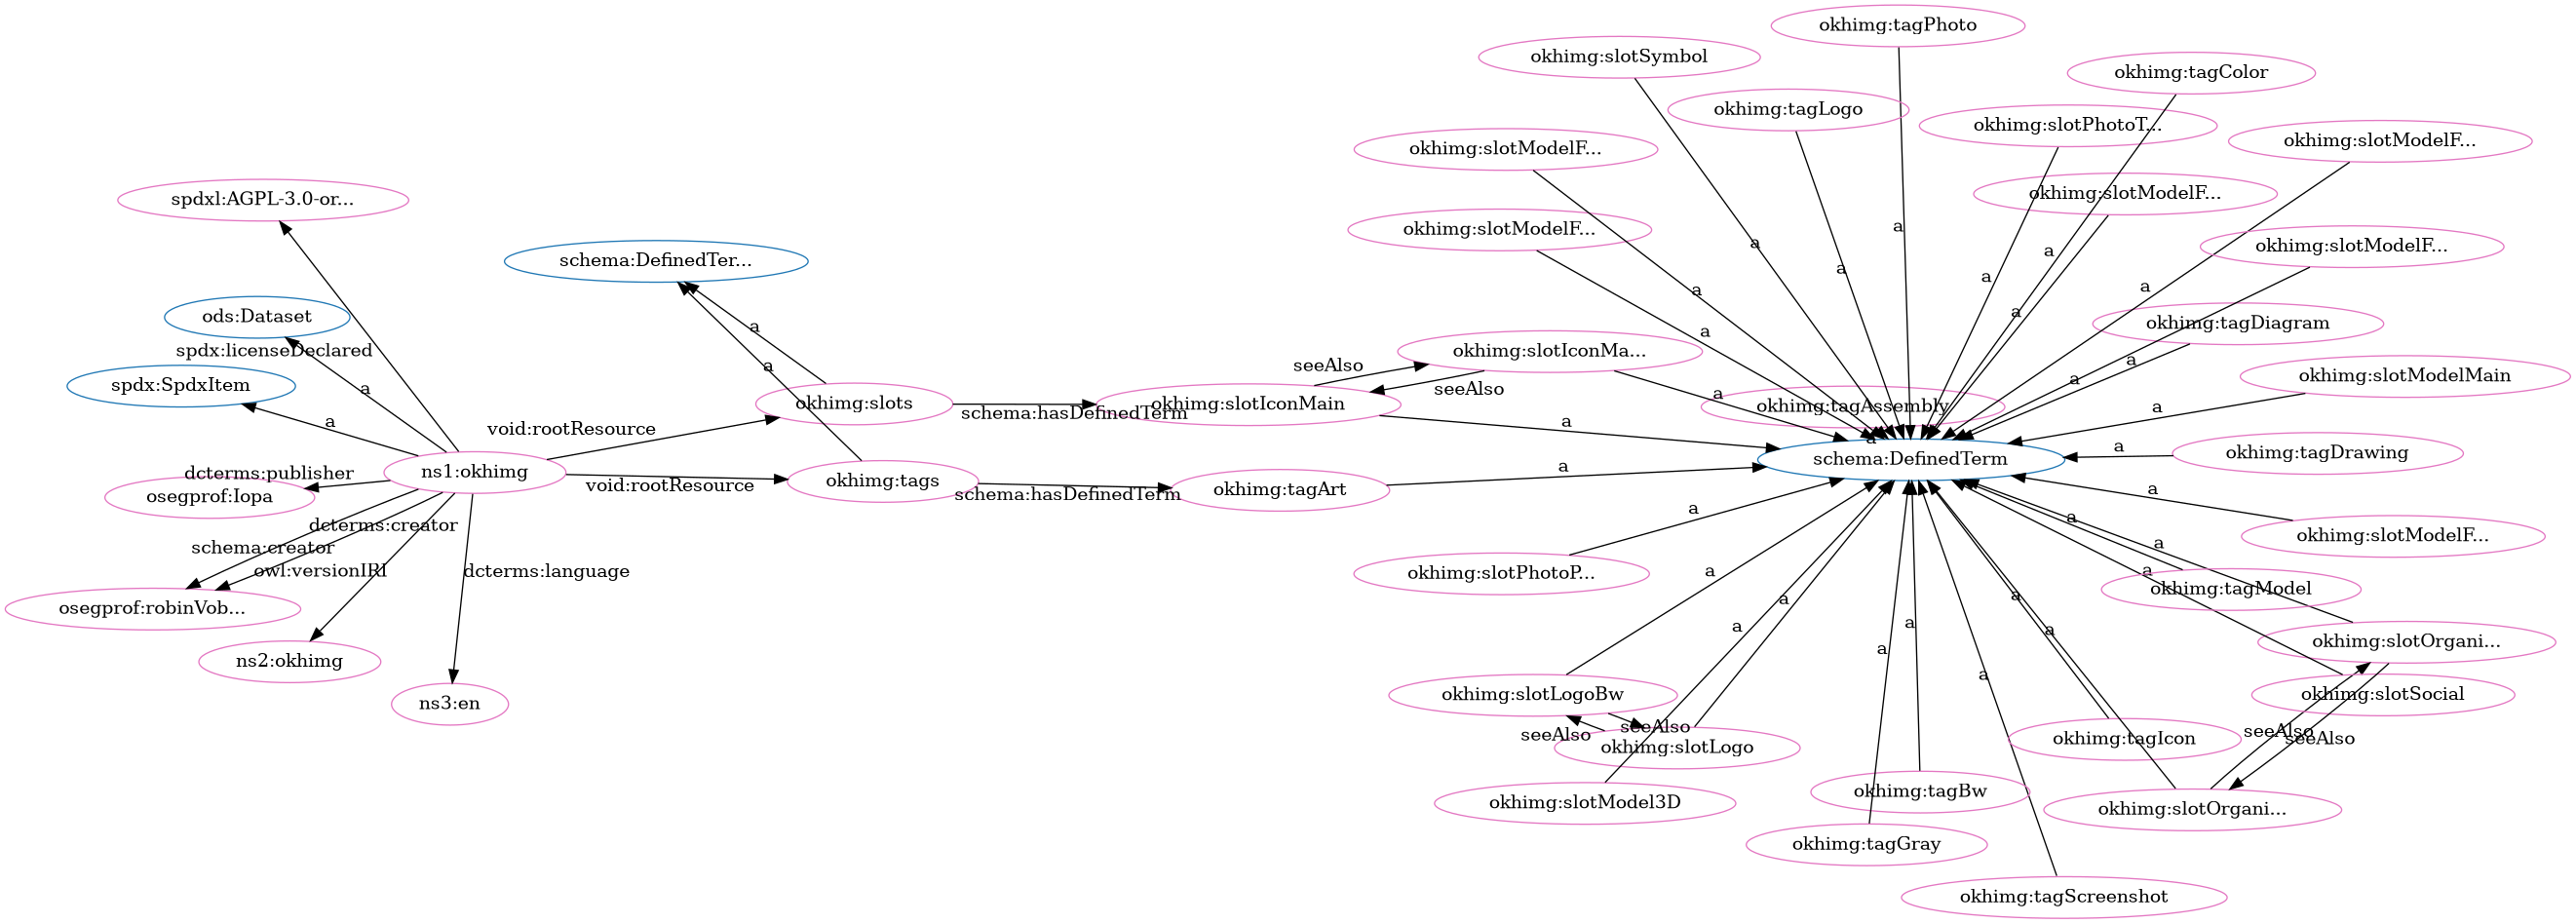 okhimg:tagPhoto
okhimg:slotSymbol
okhimg:tagColor
okhimg:tagLogo
okhimg:slotPhotoT...
okhimg:slotModelF...
okhimg:slotModelF...
okhimg:slotModelF...
spdxl:AGPL-3.0-or...
okhimg:slotModelF...
a
a
a
okhimg:slotModelF...
schema:DefinedTer...
a
a
a
a
ods:Dataset
a
a
okhimg:tagDiagram
a
a
spdx:licenseDeclared
okhimg:slotIconMa...
a
seeAlso
a
okhimg:slotModelMain
spdx:SpdxItem
a
a
seeAlso
a
okhimg:slots
okhimg:slotIconMain
schema:hasDefinedTerm
a
okhimg:tagAssembly
a
a
a
void:rootResource
a
a
okhimg:tagDrawing
schema:DefinedTerm
ns1:okhimg
a
dcterms:publisher
okhimg:tags
void:rootResource
schema:hasDefinedTerm
okhimg:tagArt
a
osegprof:Iopa
a
a
dcterms:creator
okhimg:slotModelF...
schema:creator
a
owl:versionIRI
dcterms:language
okhimg:slotPhotoP...
a
a
okhimg:tagModel
a
a
osegprof:robinVob...
a
a
a
okhimg:slotOrgani...
ns2:okhimg
a
a
okhimg:slotLogoBw
okhimg:slotSocial
ns3:en
seeAlso
seeAlso
seeAlso
seeAlso
okhimg:slotLogo
okhimg:tagIcon
okhimg:slotModel3D
okhimg:tagBw
okhimg:slotOrgani...
okhimg:tagGray
okhimg:tagScreenshot